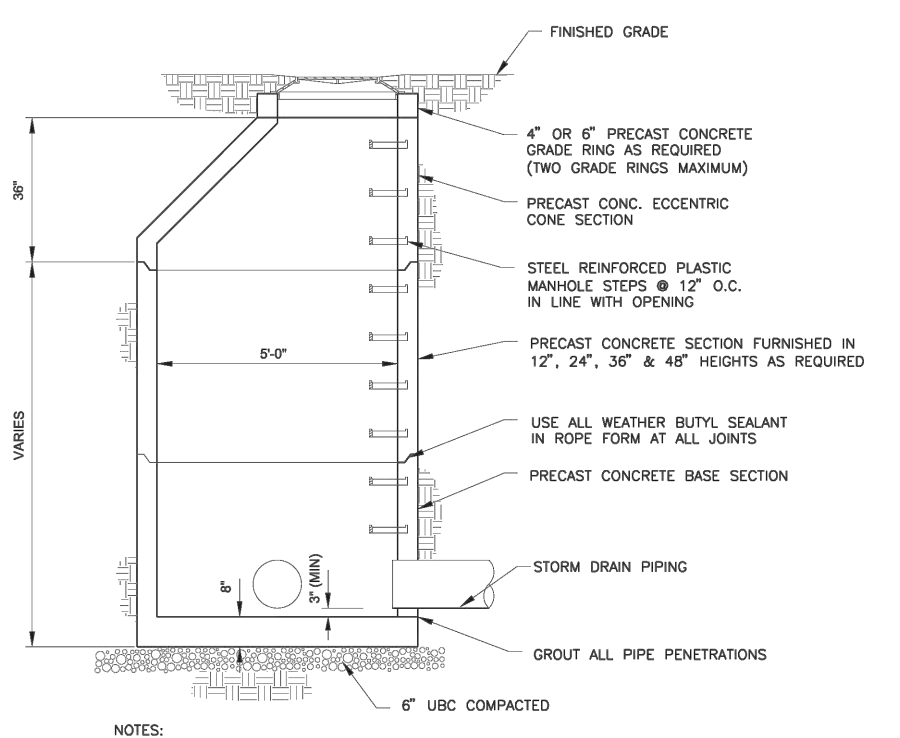 FINISHED GRADE
4" OR 6" PRECAST CONCRETE
GRADE RING AS REQUIRED
(TWO GRADE RINGS MAXIMUM)
36"
PRECAST CONC. ECCENTRIC
CONE SECTION
STEEL REINFORCED PLASTIC
MANHOLE STEPS @ 12" O.C.
IN LINE WITH OPENING
5'-0"
PRECAST CONCRETE SECTION FURNISHED IN
12", 24", 36" & 48" HEIGHTS AS REQUIRED
VARIES
USE ALL WEATHER BUTYL SEALANT
IN ROPE FORM AT ALL JOINTS
PRECAST CONCRETE BASE SECTION
8"
3" (MIN)
STORM DRAIN PIPING
GROUT ALL PIPE PENETRATIONS
6" UBC COMPACTED
NOTES: